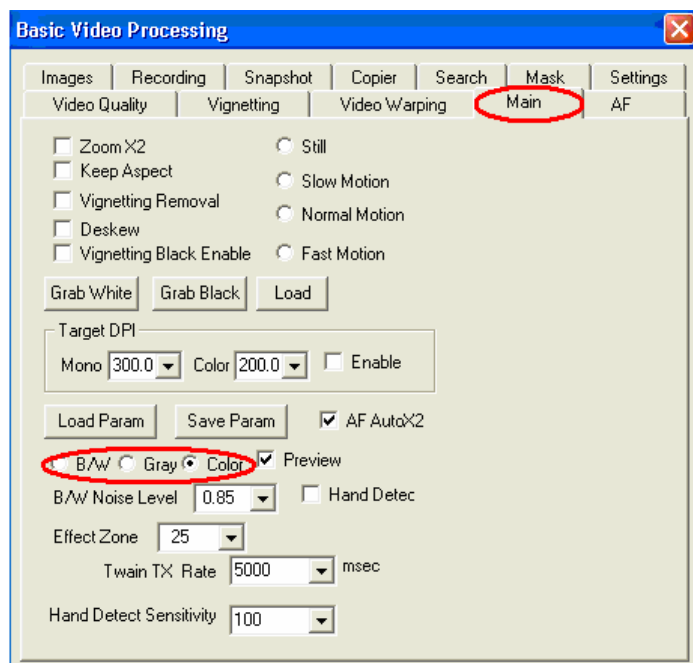 Basic Video Processing
Images Recording Snapshot Copier Search Mask Settings
Video Quality Vignetting Video Warping Main AF
Zoom X2 Still
Keep Aspect Slow Motion
Vignetting Removal Normal Motion
Deskew
Vignetting Black Enable Fast Motion
Grab White Grab Black Load
Target DPI
Mono 300.0 Color 200.0 Enable
Load Param Save Param AF AutoX2
B/W Gray Color Preview
B/W Noise Level 0.85 Hand Detec
Effect Zone 25
Twain TX Rate 5000 msec
Hand Detect Sensitivity 100